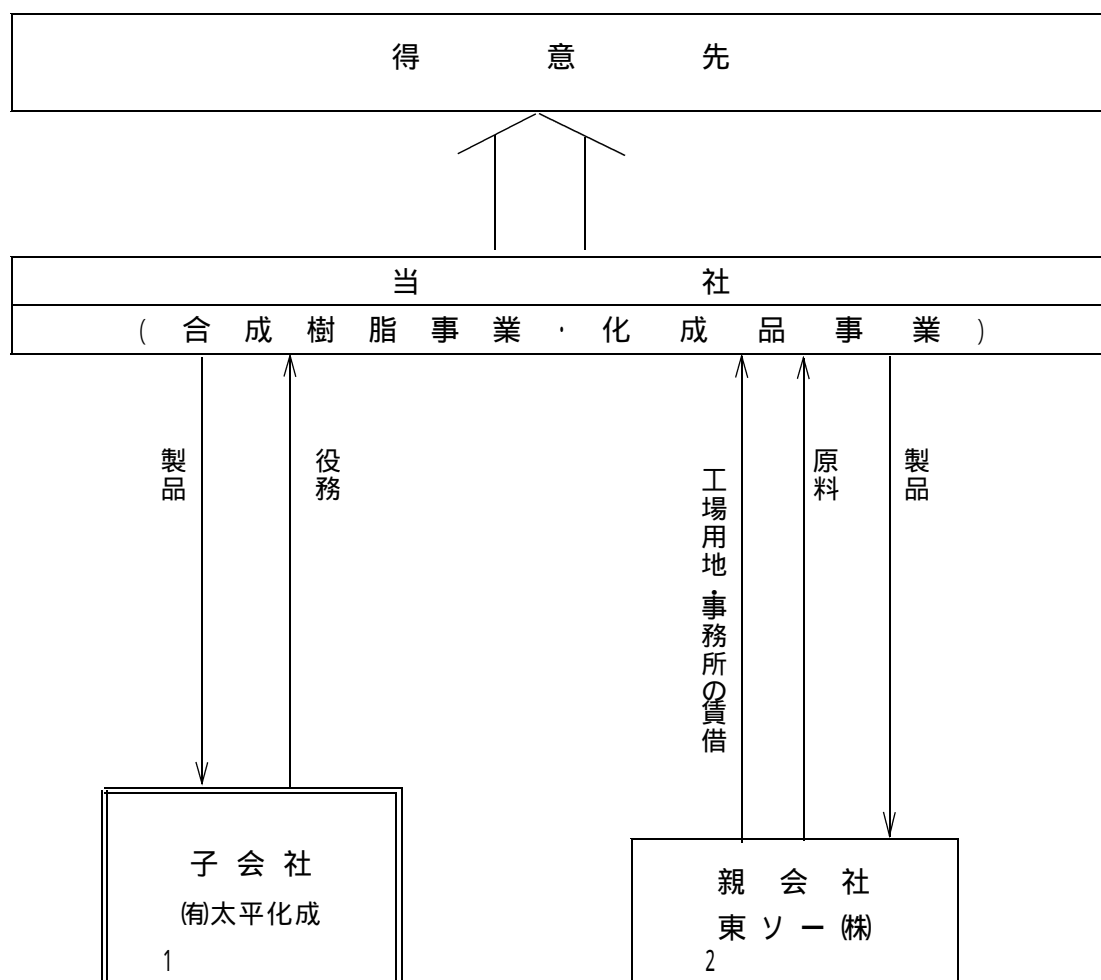 得意先
当社
(合成樹脂事業・化成品事業)
製品
役務
工場用地・事務所の賃借
原料
製品
子会社
㈲太平化成
1
親会社
東ソー㈱
2